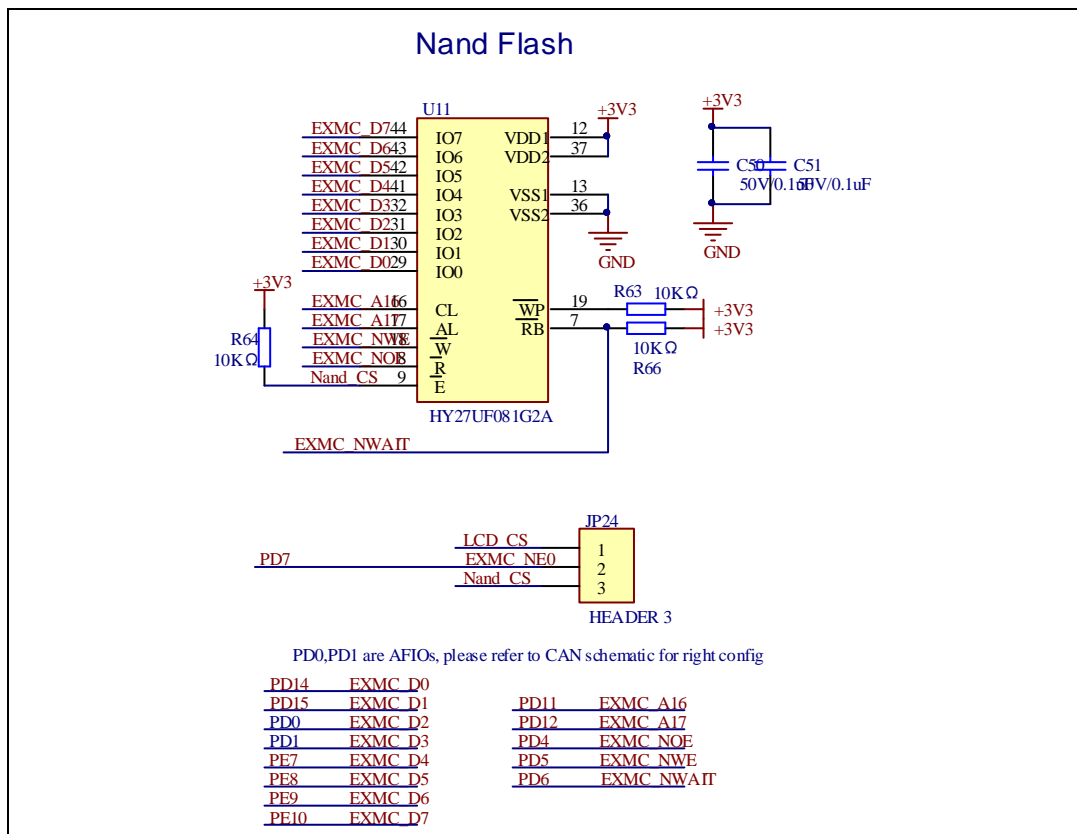 Nand Flash
U11
EXMC_D7 44 IO7 VDD1 12 +3V3
EXMC_D6 43 IO6 VDD2 37
EXMC_D5 42 IO5
EXMC_D4 41 IO4 VSS1 13
EXMC_D3 32 IO3 VSS2 36
EXMC_D2 31 IO2
EXMC_D1 30 IO1
EXMC_D0 29 IO0
GND
+3V3
C50 C51
50V/0.1uF 50V/0.1uF
GND
+3V3
R64
10KΩ
EXMC_A16 16 CL WP 19 R63 10KΩ +3V3
EXMC_A17 17 AL RB 7 +3V3
10KΩ
R66
EXMC_NWE 18 W
EXMC_NOE 8 R
Nand_CS 9 E
HY27UF081G2A
EXMC_NWAIT
JP24
LCD_CS 1
PD7 EXMC_NE0 2
Nand_CS 3
HEADER 3
PD0,PD1 are AFIOs, please refer to CAN schematic for right config
PD14 EXMC_D0
PD15 EXMC_D1
PD0 EXMC_D2
PD1 EXMC_D3
PE7 EXMC_D4
PE8 EXMC_D5
PE9 EXMC_D6
PE10 EXMC_D7
PD11 EXMC_A16
PD12 EXMC_A17
PD4 EXMC_NOE
PD5 EXMC_NWE
PD6 EXMC_NWAIT